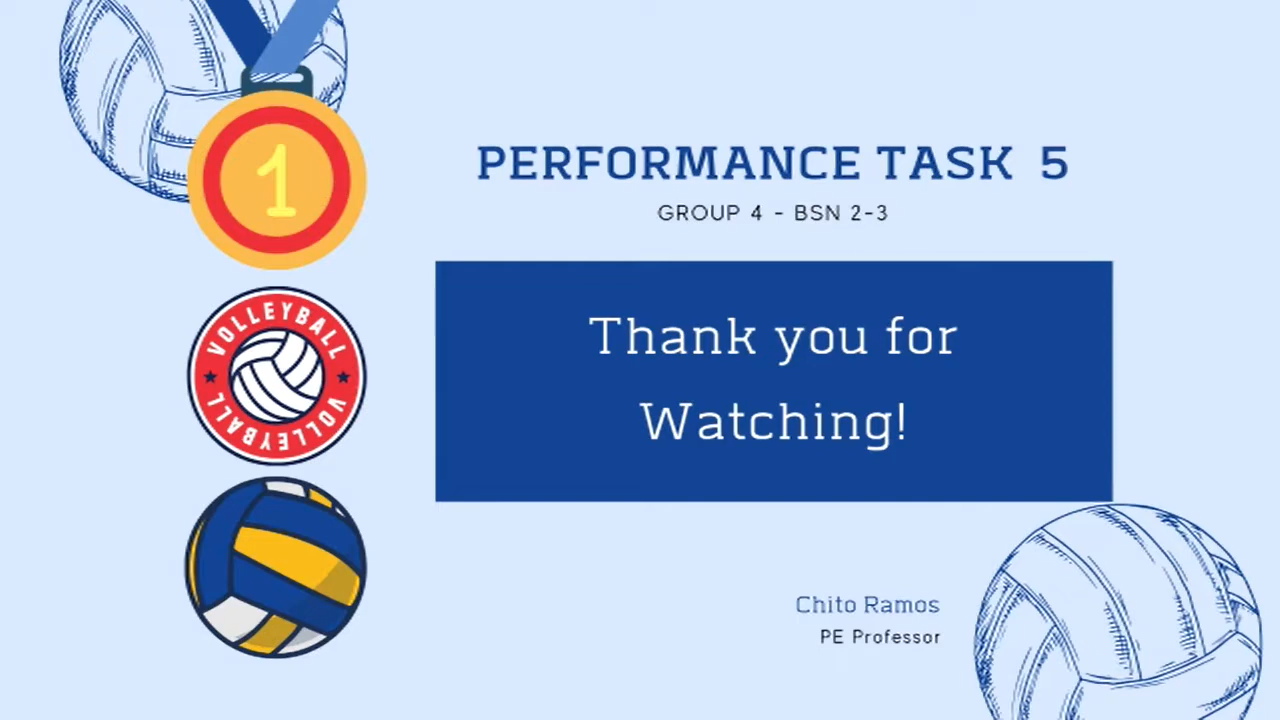 1
PERFORMANCE TASK 5
GROUP 4 - BSN 2-3
VOLLEYBALL
VOLLEYBALL
Thank you for
Watching!
Chito Ramos
PE Professor